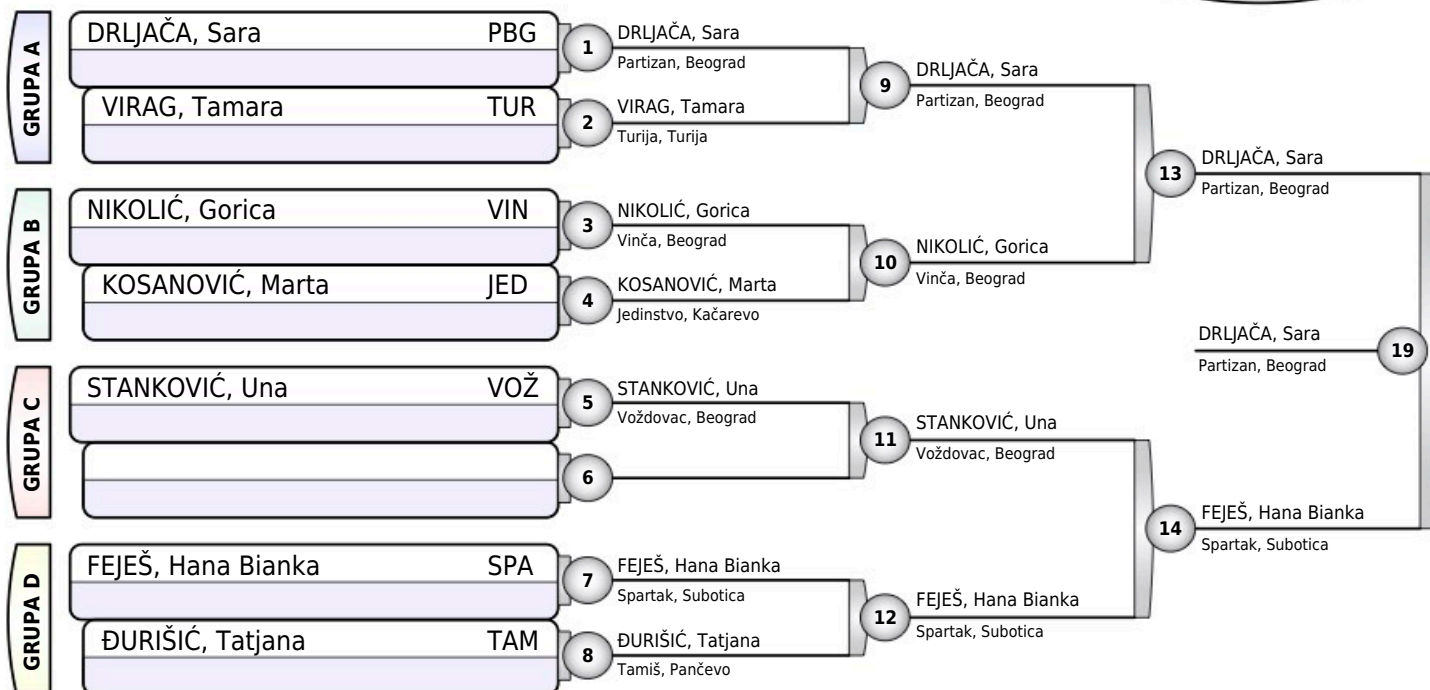 GRUPA A
DRLJAČA, Sara PBG
VIRAG, Tamara TUR
GRUPA B
NIKOLIĆ, Gorica VIN
KOSANOVIĆ, Marta JED
GRUPA C
STANKOVIĆ, Una VOŽ
GRUPA D
FEJEŠ, Hana Bianka SPA
ĐURIŠIĆ, Tatjana TAM
1
DRLJAČA, Sara
Partizan, Beograd
2
VIRAG, Tamara
Turija, Turija
3
NIKOLIĆ, Gorica
Vinča, Beograd
4
KOSANOVIĆ, Marta
Jedinstvo, Kačarevo
5
STANKOVIĆ, Una
Voždovac, Beograd
6
7
FEJEŠ, Hana Bianka
Spartak, Subotica
8
ĐURIŠIĆ, Tatjana
Tamiš, Pančevo
9
DRLJAČA, Sara
Partizan, Beograd
10
NIKOLIĆ, Gorica
Vinča, Beograd
11
STANKOVIĆ, Una
Voždovac, Beograd
12
FEJEŠ, Hana Bianka
Spartak, Subotica
13
DRLJAČA, Sara
Partizan, Beograd
14
FEJEŠ, Hana Bianka
Spartak, Subotica
DRLJAČA, Sara
Partizan, Beograd
19